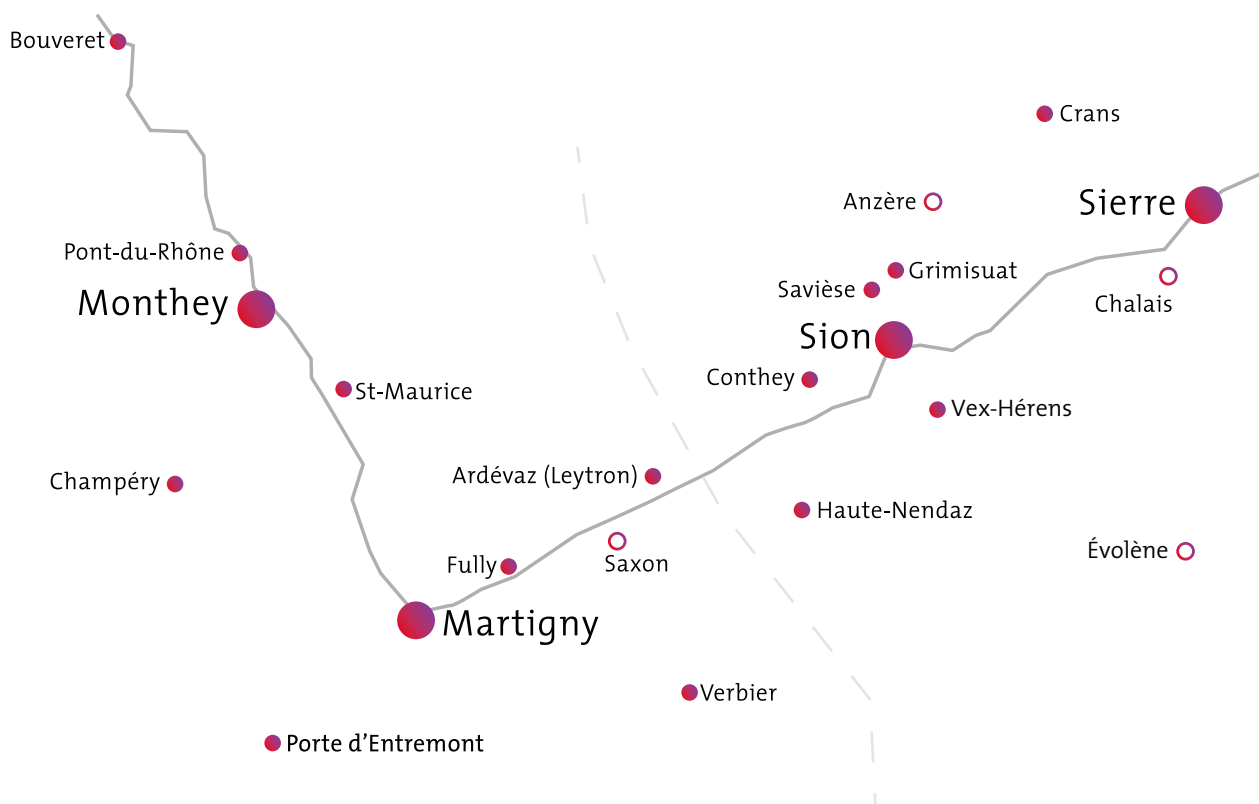 Bouveret
Crans
Anzère
Sierre
Pont-du-Rhône
Grimisuat
Savièse
Monthey
Chalais
Sion
Conthey
St-Maurice
Vex-Hérens
Ardévaz (Leytron)
Champéry
Haute-Nendaz
Évolène
Fully
Saxon
Martigny
Verbier
Porte d’Entremont